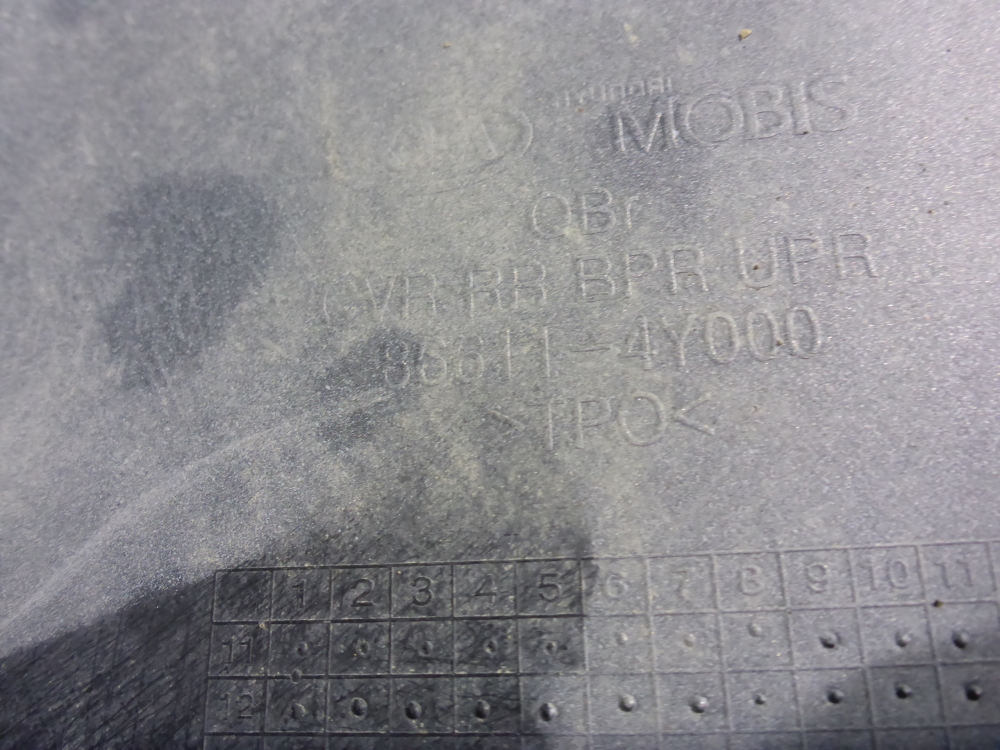 HYUNDAI
KIA MOBIS
QBr
CVR-RR BPR UPR
86611-4Y000
>TPO<
1 2 3 4 5 6 7 8 9 10 11
11
12